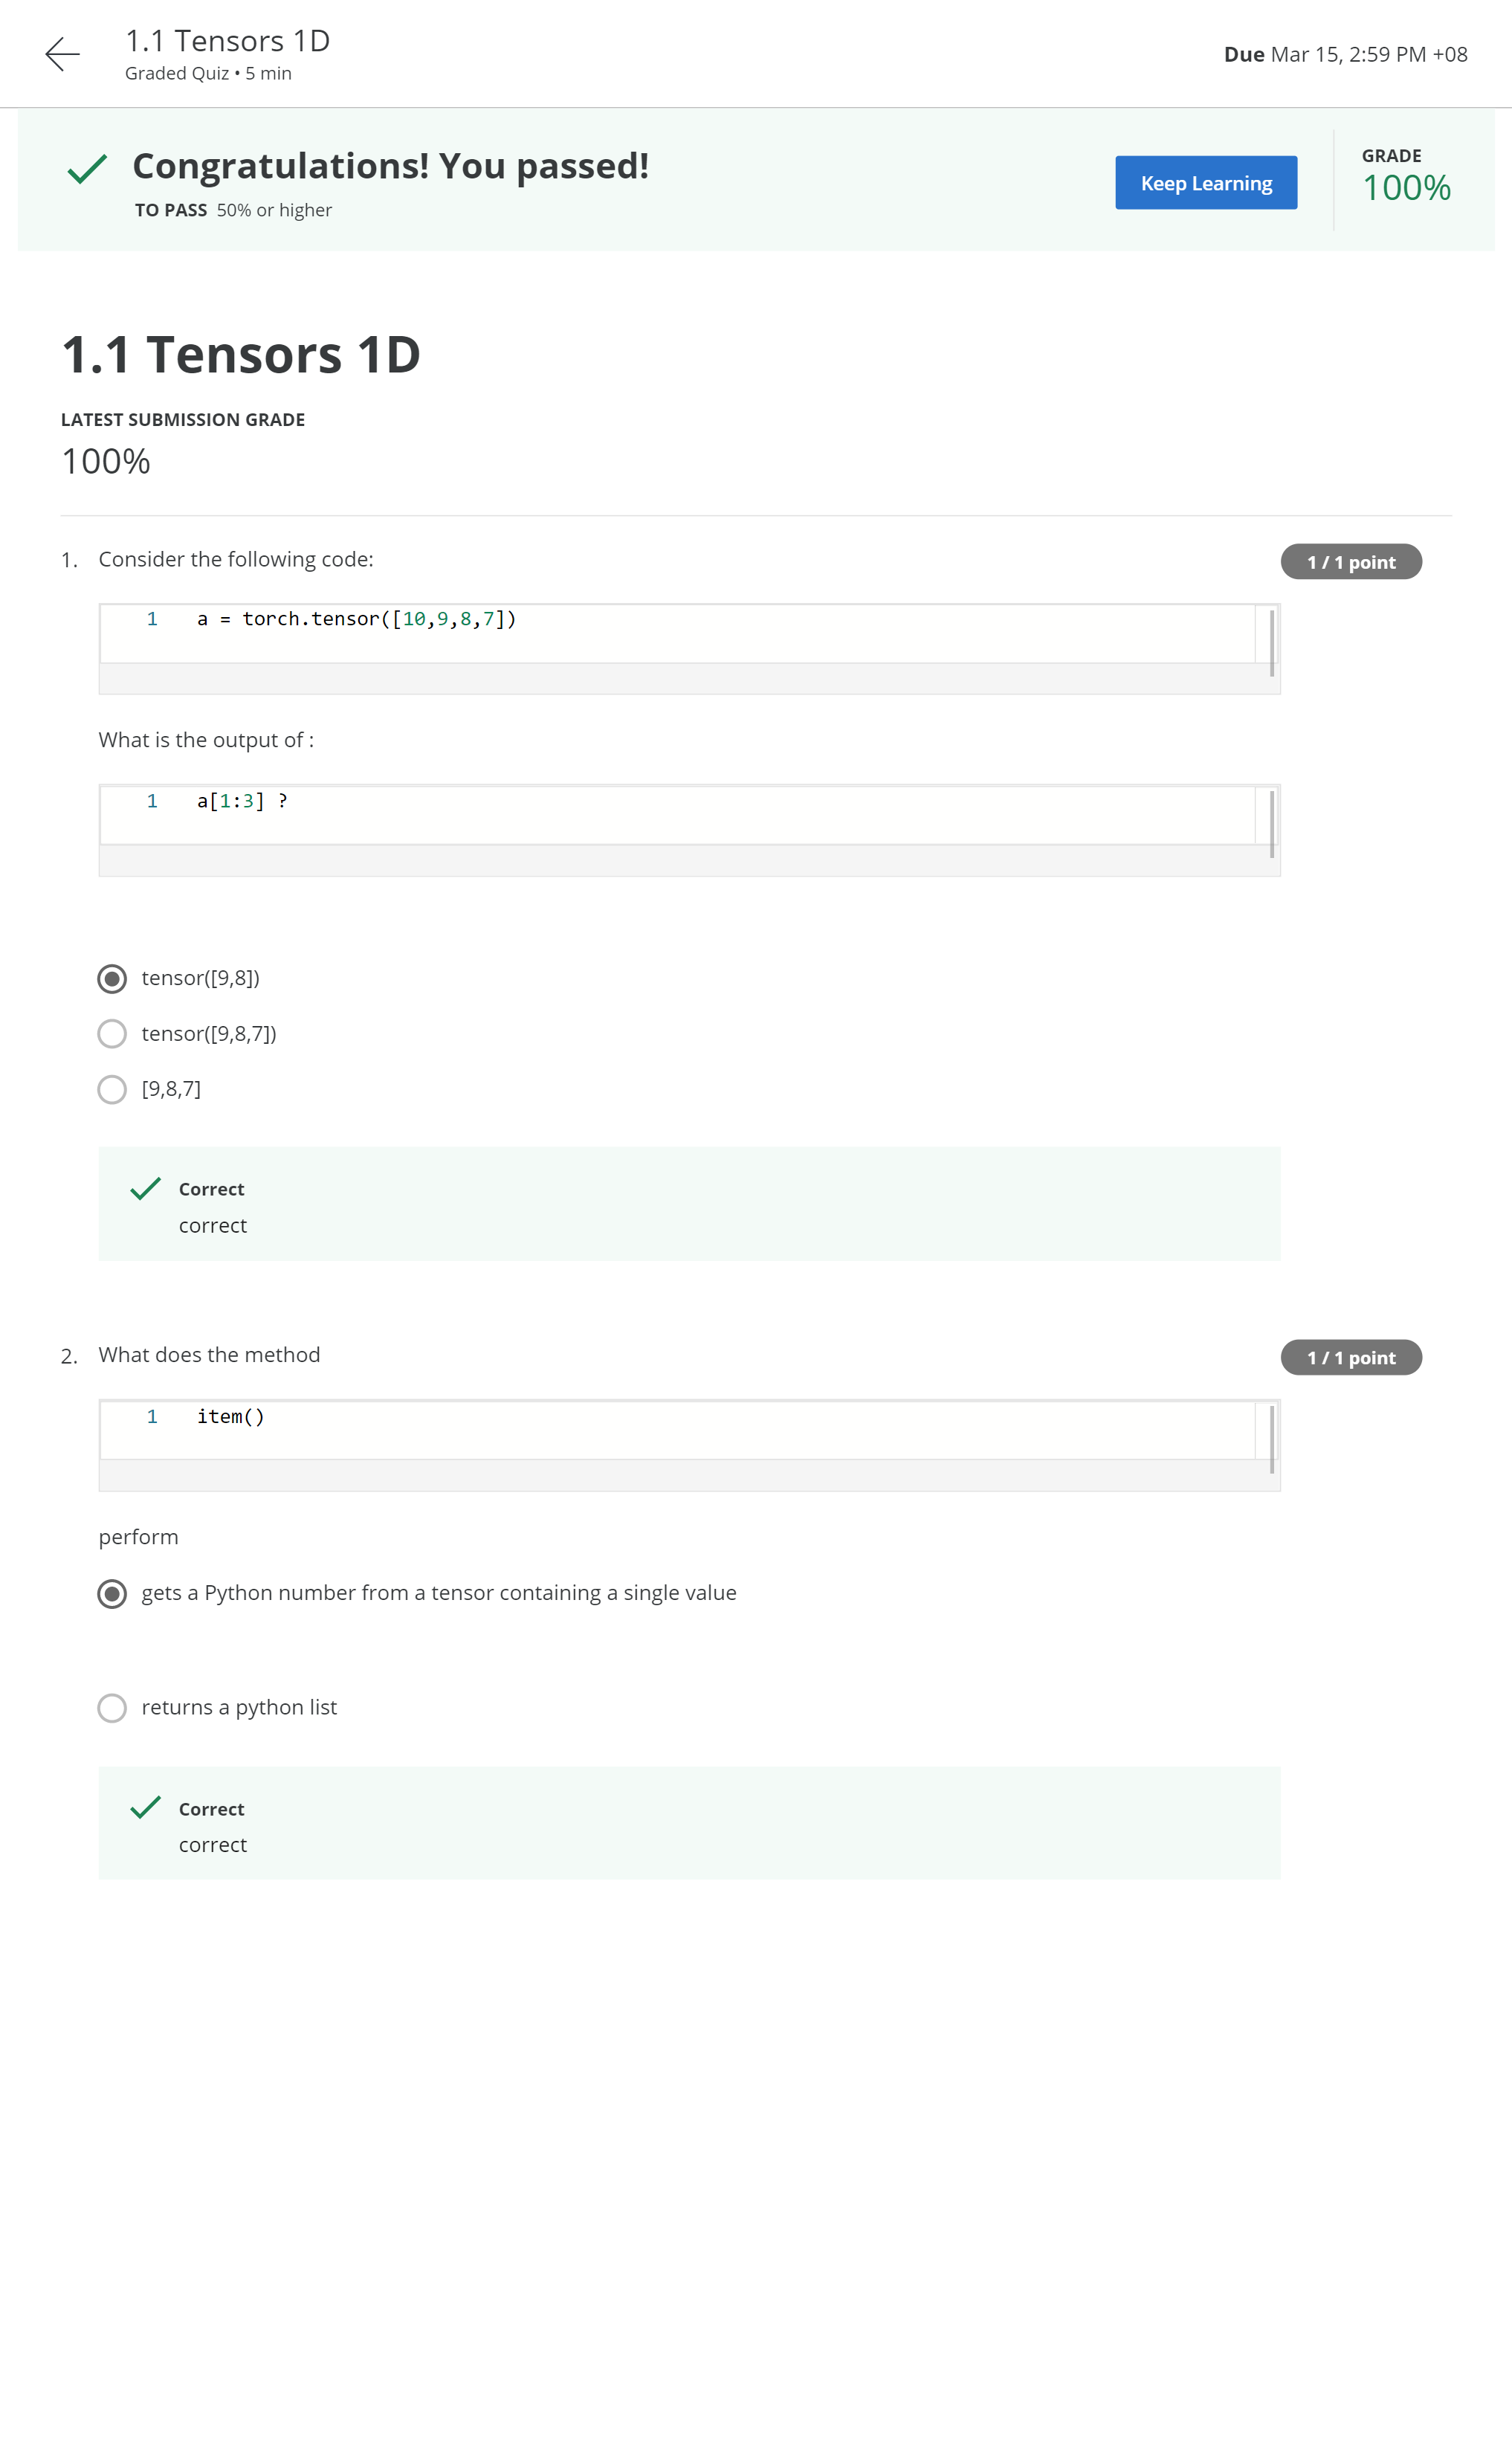 1.1 Tensors 1D
Graded Quiz • 5 min
Due Mar 15, 2:59 PM +08
Congratulations! You passed!
TO PASS 50% or higher
Keep Learning
GRADE
100%
1.1 Tensors 1D
LATEST SUBMISSION GRADE
100%
1. Consider the following code:
1 / 1 point
1 a = torch.tensor([10,9,8,7])
What is the output of :
1 a[1:3] ?
tensor([9,8])
tensor([9,8,7])
[9,8,7]
Correct
correct
2. What does the method
1 / 1 point
1 item()
perform
gets a Python number from a tensor containing a single value
returns a python list
Correct
correct